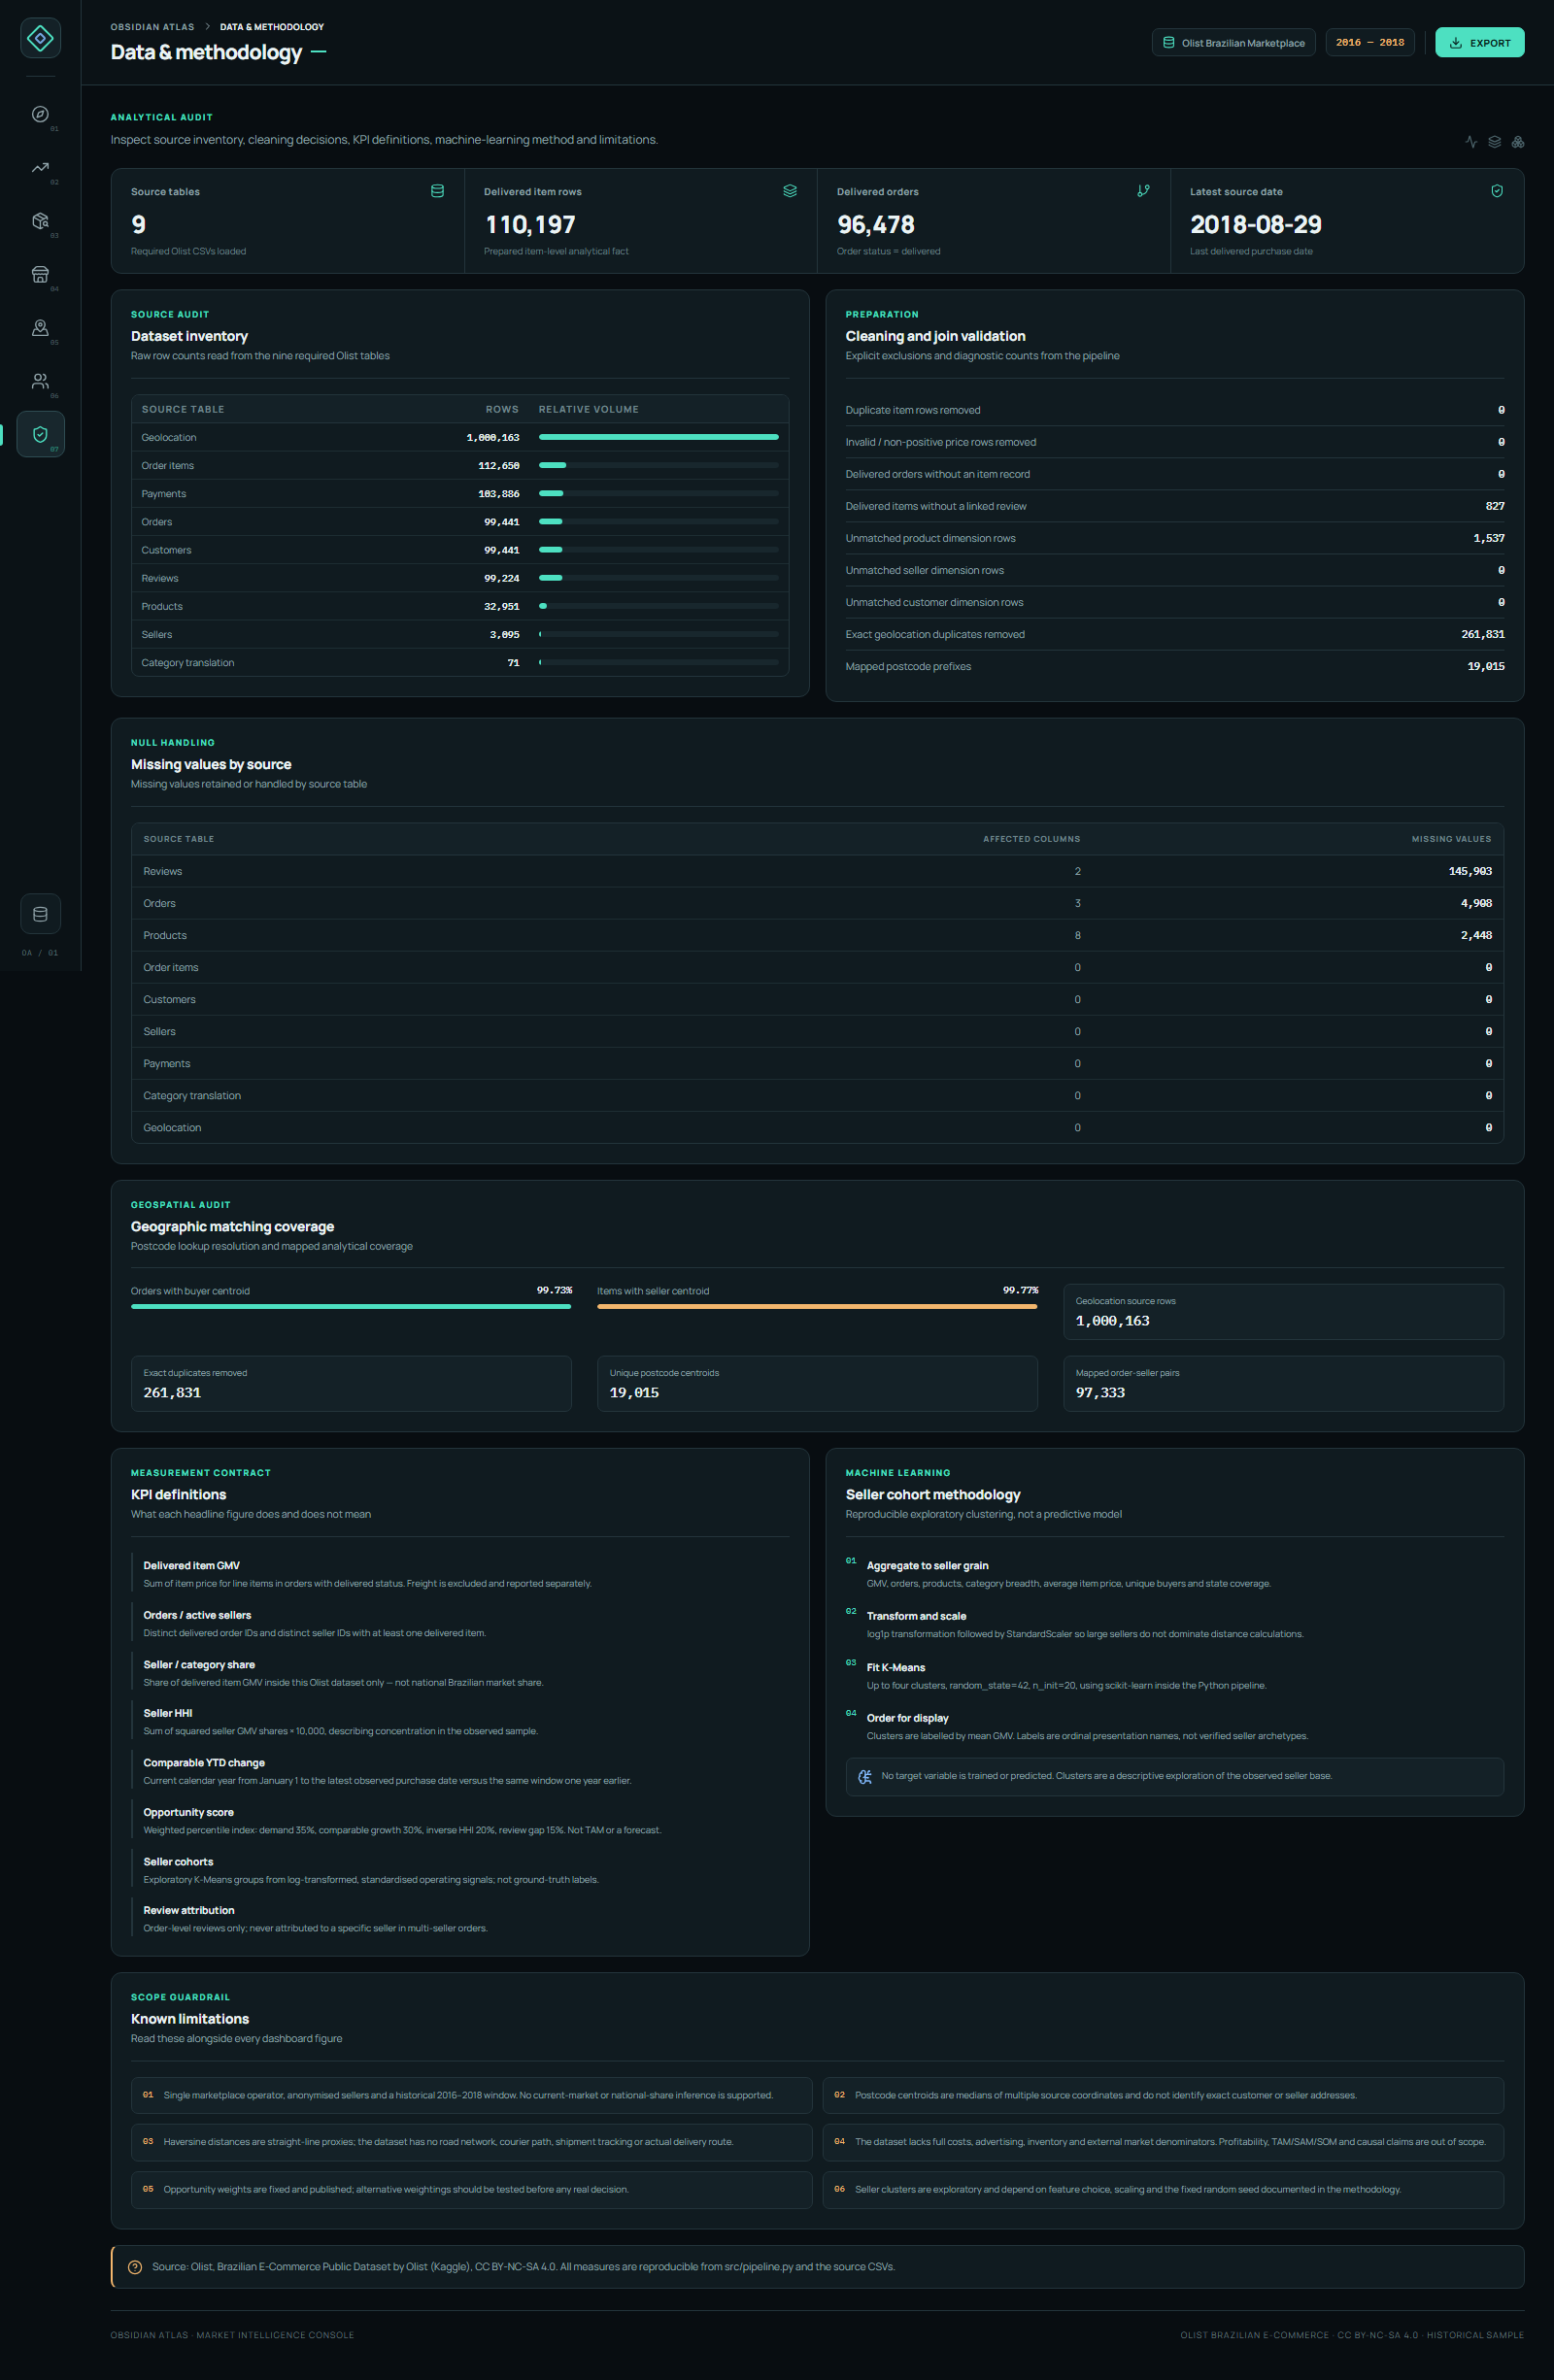 OBSIDIAN ATLAS > DATA & METHODOLOGY
Data & methodology —
Olist Brazilian Marketplace
2016 — 2018
EXPORT
01
02
03
04
05
06
07
OA / 01
ANALYTICAL AUDIT
Inspect source inventory, cleaning decisions, KPI definitions, machine-learning method and limitations.
Source tables
9
Required Olist CSVs loaded
Delivered item rows
110,197
Prepared item-level analytical fact
Delivered orders
96,478
Order status = delivered
Latest source date
2018-08-29
Last delivered purchase date
SOURCE AUDIT
Dataset inventory
Raw row counts read from the nine required Olist tables
SOURCE TABLE ROWS RELATIVE VOLUME
Geolocation 1,000,163
Order items 112,650
Payments 103,886
Orders 99,441
Customers 99,441
Reviews 99,224
Products 32,951
Sellers 3,095
Category translation 71
PREPARATION
Cleaning and join validation
Explicit exclusions and diagnostic counts from the pipeline
Duplicate item rows removed 0
Invalid / non-positive price rows removed 0
Delivered orders without an item record 0
Delivered items without a linked review 827
Unmatched product dimension rows 1,537
Unmatched seller dimension rows 0
Unmatched customer dimension rows 0
Exact geolocation duplicates removed 261,831
Mapped postcode prefixes 19,015
NULL HANDLING
Missing values by source
Missing values retained or handled by source table
SOURCE TABLE AFFECTED COLUMNS MISSING VALUES
Reviews 2 145,903
Orders 3 4,908
Products 8 2,448
Order items 0 0
Customers 0 0
Sellers 0 0
Payments 0 0
Category translation 0 0
Geolocation 0 0
GEOSPATIAL AUDIT
Geographic matching coverage
Postcode lookup resolution and mapped analytical coverage
Orders with buyer centroid 99.73%
Items with seller centroid 99.77%
Geolocation source rows
1,000,163
Exact duplicates removed
261,831
Unique postcode centroids
19,015
Mapped order-seller pairs
97,333
MEASUREMENT CONTRACT
KPI definitions
What each headline figure does and does not mean
Delivered item GMV
Sum of item price for line items in orders with delivered status. Freight is excluded and reported separately.
Orders / active sellers
Distinct delivered order IDs and distinct seller IDs with at least one delivered item.
Seller / category share
Share of delivered item GMV inside this Olist dataset only — not national Brazilian market share.
Seller HHI
Sum of squared seller GMV shares × 10,000, describing concentration in the observed sample.
Comparable YTD change
Current calendar year from January 1 to the latest observed purchase date versus the same window one year earlier.
Opportunity score
Weighted percentile index: demand 35%, comparable growth 30%, inverse HHI 20%, review gap 15%. Not TAM or a forecast.
Seller cohorts
Exploratory K-Means groups from log-transformed, standardised operating signals; not ground-truth labels.
Review attribution
Order-level reviews only; never attributed to a specific seller in multi-seller orders.
MACHINE LEARNING
Seller cohort methodology
Reproducible exploratory clustering, not a predictive model
01 Aggregate to seller grain
GMV, orders, products, category breadth, average item price, unique buyers and state coverage.
02 Transform and scale
log1p transformation followed by StandardScaler so large sellers do not dominate distance calculations.
03 Fit K-Means
Up to four clusters, random_state=42, n_init=20, using scikit-learn inside the Python pipeline.
04 Order for display
Clusters are labelled by mean GMV. Labels are ordinal presentation names, not verified seller archetypes.
No target variable is trained or predicted. Clusters are a descriptive exploration of the observed seller base.
SCOPE GUARDRAIL
Known limitations
Read these alongside every dashboard figure
01 Single marketplace operator, anonymised sellers and a historical 2016–2018 window. No current-market or national-share inference is supported.
02 Postcode centroids are medians of multiple source coordinates and do not identify exact customer or seller addresses.
03 Haversine distances are straight-line proxies; the dataset has no road network, courier path, shipment tracking or actual delivery route.
04 The dataset lacks full costs, advertising, inventory and external market denominators. Profitability, TAM/SAM/SOM and causal claims are out of scope.
05 Opportunity weights are fixed and published; alternative weightings should be tested before any real decision.
06 Seller clusters are exploratory and depend on feature choice, scaling and the fixed random seed documented in the methodology.
Source: Olist, Brazilian E-Commerce Public Dataset by Olist (Kaggle), CC BY-NC-SA 4.0. All measures are reproducible from src/pipeline.py and the source CSVs.
OBSIDIAN ATLAS · MARKET INTELLIGENCE CONSOLE
OLIST BRAZILIAN E-COMMERCE · CC BY-NC-SA 4.0 · HISTORICAL SAMPLE